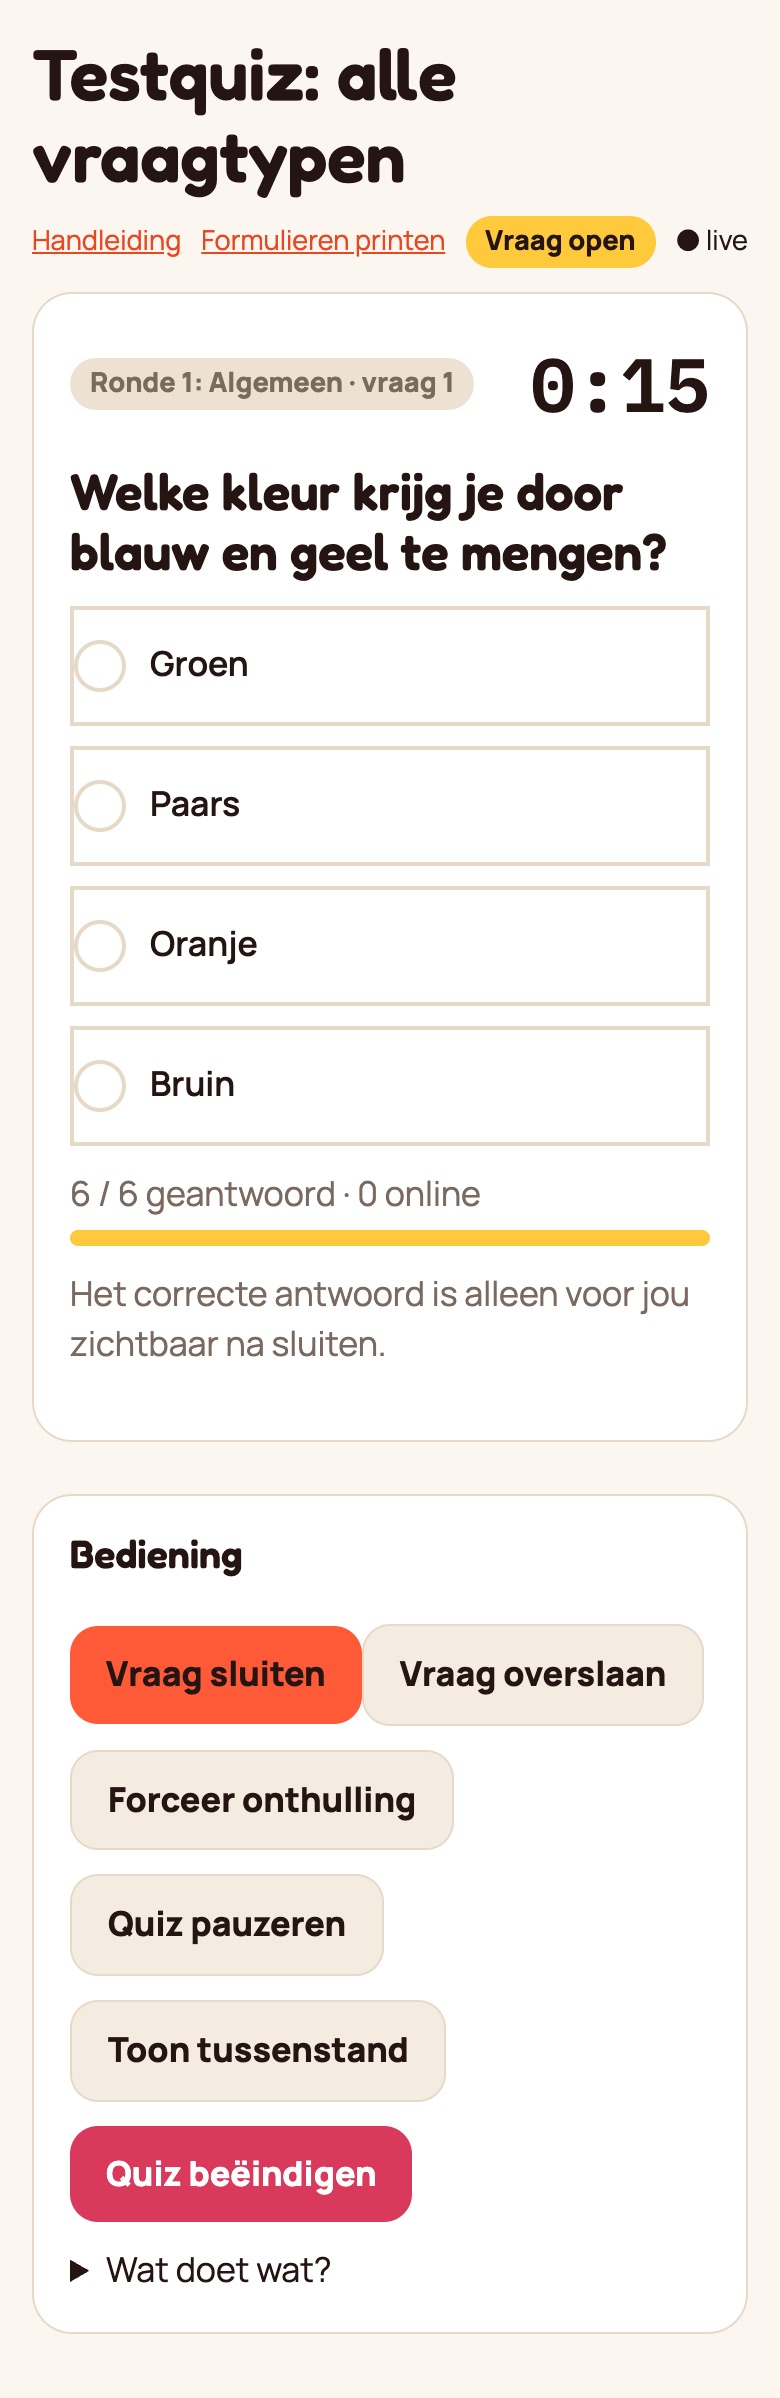 Testquiz: alle
vraagtypen
Handleiding Formulieren printen Vraag open live
Ronde 1: Algemeen · vraag 1 0:15
Welke kleur krijg je door
blauw en geel te mengen?
Groen
Paars
Oranje
Bruin
6 / 6 geantwoord · 0 online
Het correcte antwoord is alleen voor jou
zichtbaar na sluiten.
Bediening
Vraag sluiten Vraag overslaan
Forceer onthulling
Quiz pauzeren
Toon tussenstand
Quiz beëindigen
Wat doet wat?